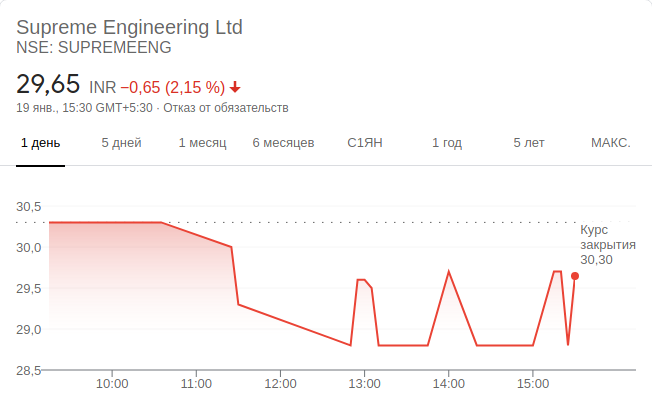 Supreme Engineering Ltd
NSE: SUPREMEENG
29,65 INR −0,65 (2,15 %)
19 янв., 15:30 GMT+5:30 · Отказ от обязательств
1 день 5 дней 1 месяц 6 месяцев С1ЯН 1 год 5 лет МАКС.
30,5
Курс
закрытия
30,30
30,0
29,5
29,0
28,5
10:00 11:00 12:00 13:00 14:00 15:00